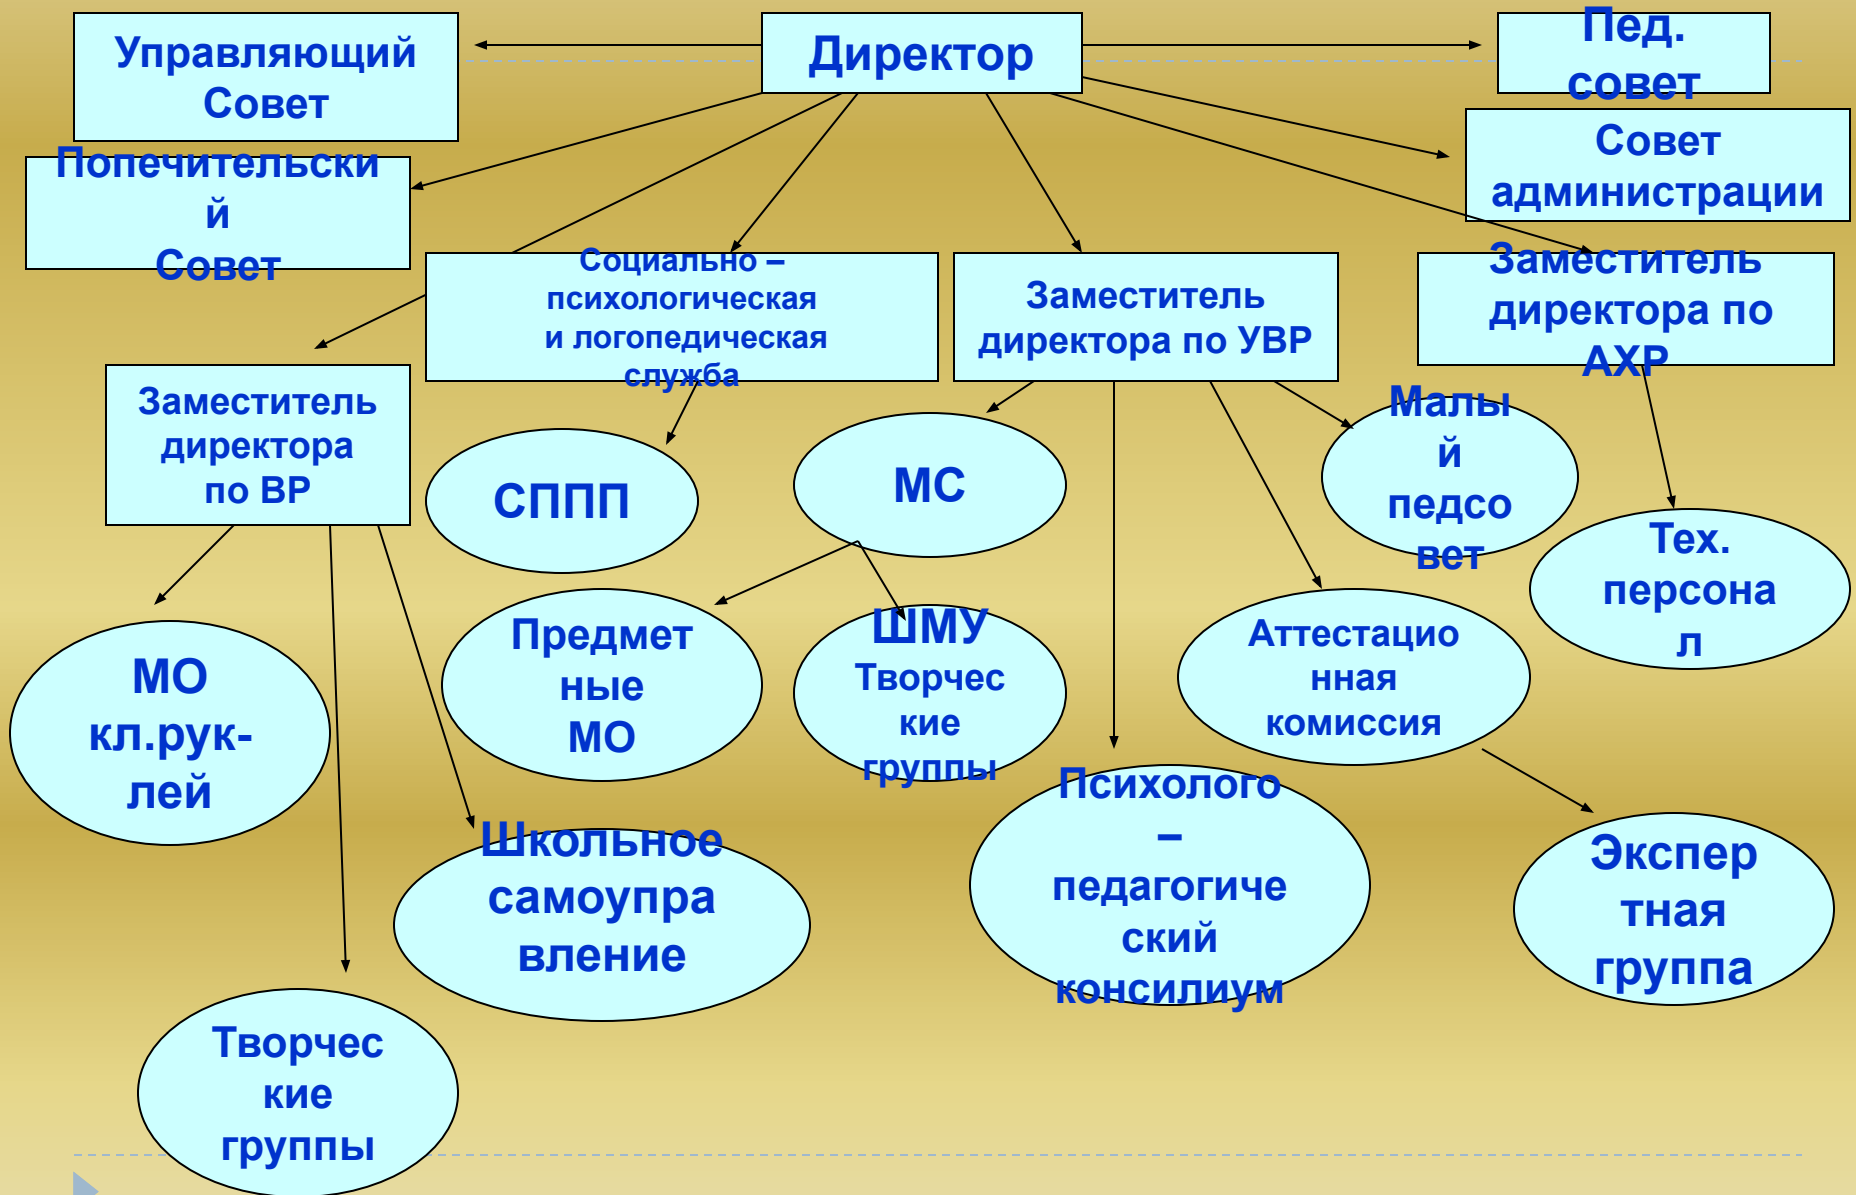 Управляющий
Совет
Директор
Пед.
совет
Попечительски
й
Совет
Совет
администрации
Социально –
психологическая
и логопедическая
служба
Заместитель
директора по УВР
Заместитель
директора по
АХР
Заместитель
директора
по ВР
СППП
МС
Малы
й
педсо
вет
Тех.
персона
л
МО
кл.рук-
лей
Предмет
ные
МО
ШМУ
Творчес
кие
группы
Аттестацио
нная
комиссия
Школьное
самоупра
вление
Психолого
–
педагогиче
ский
консилиум
Экспер
тная
группа
Творчес
кие
группы